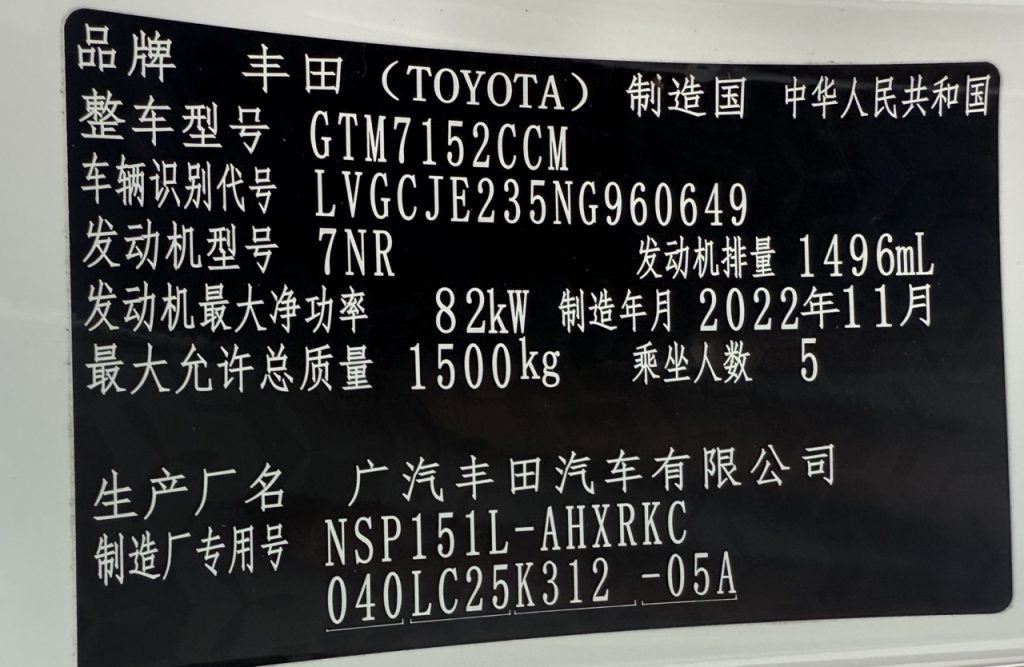 品牌 丰田（TOYOTA） 制造国 中华人民共和国
整车型号 GTM7152CCM
车辆识别代号 LVGCJE235NG960649
发动机型号 7NR 发动机排量 1496mL
发动机最大净功率 82kW 制造年月 2022年11月
最大允许总质量 1500kg 乘坐人数 5
生产厂名 广汽丰田汽车有限公司
制造厂专用号 NSP151L-AHXRKC
040LC25K312 -05A